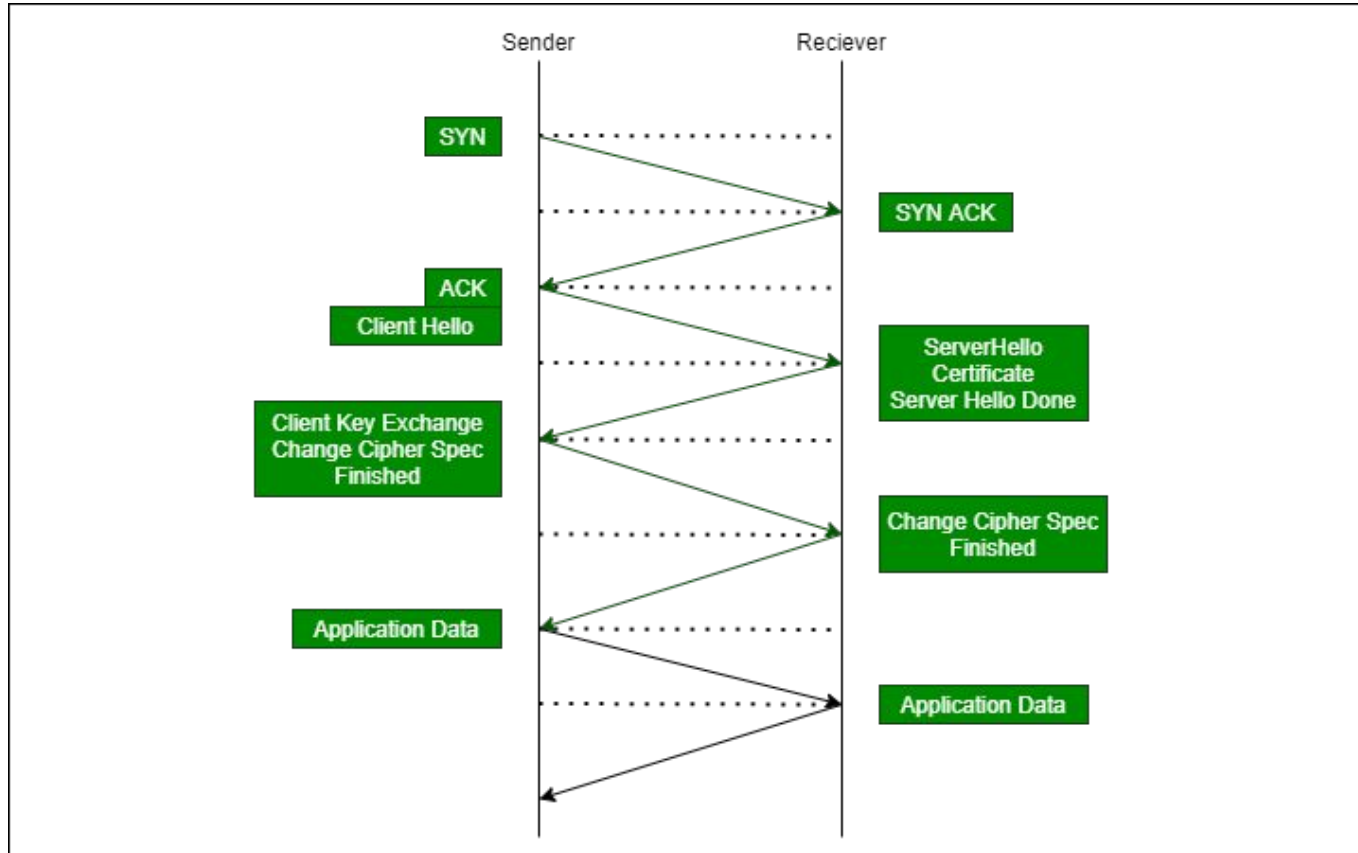 Sender
Reciever
SYN
SYN ACK
ACK
Client Hello
ServerHello
Certificate
Server Hello Done
Client Key Exchange
Change Cipher Spec
Finished
Change Cipher Spec
Finished
Application Data
Application Data